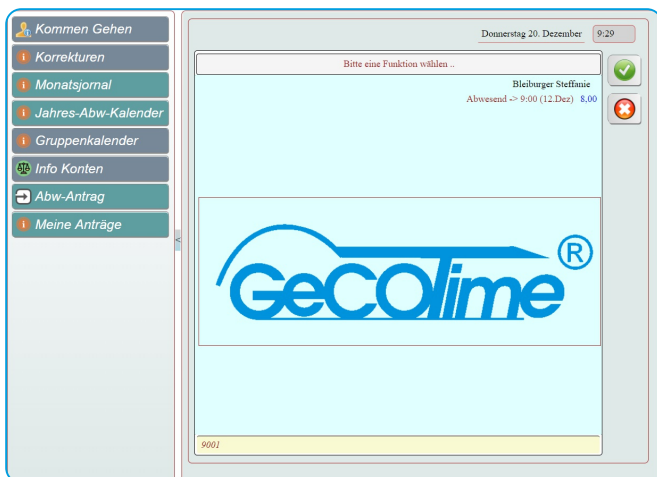 Kommen Gehen
Korrekturen
Monatsjornal
Jahres-Abw-Kalender
Gruppenkalender
Info Konten
Abw-Antrag
Meine Anträge
<
Donnerstag 20. Dezember 9:29
Bitte eine Funktion wählen ..
Bleiburger Steffanie
Abwesend -> 9:00 (12.Dez) 8,00
GeCOTime®
9001